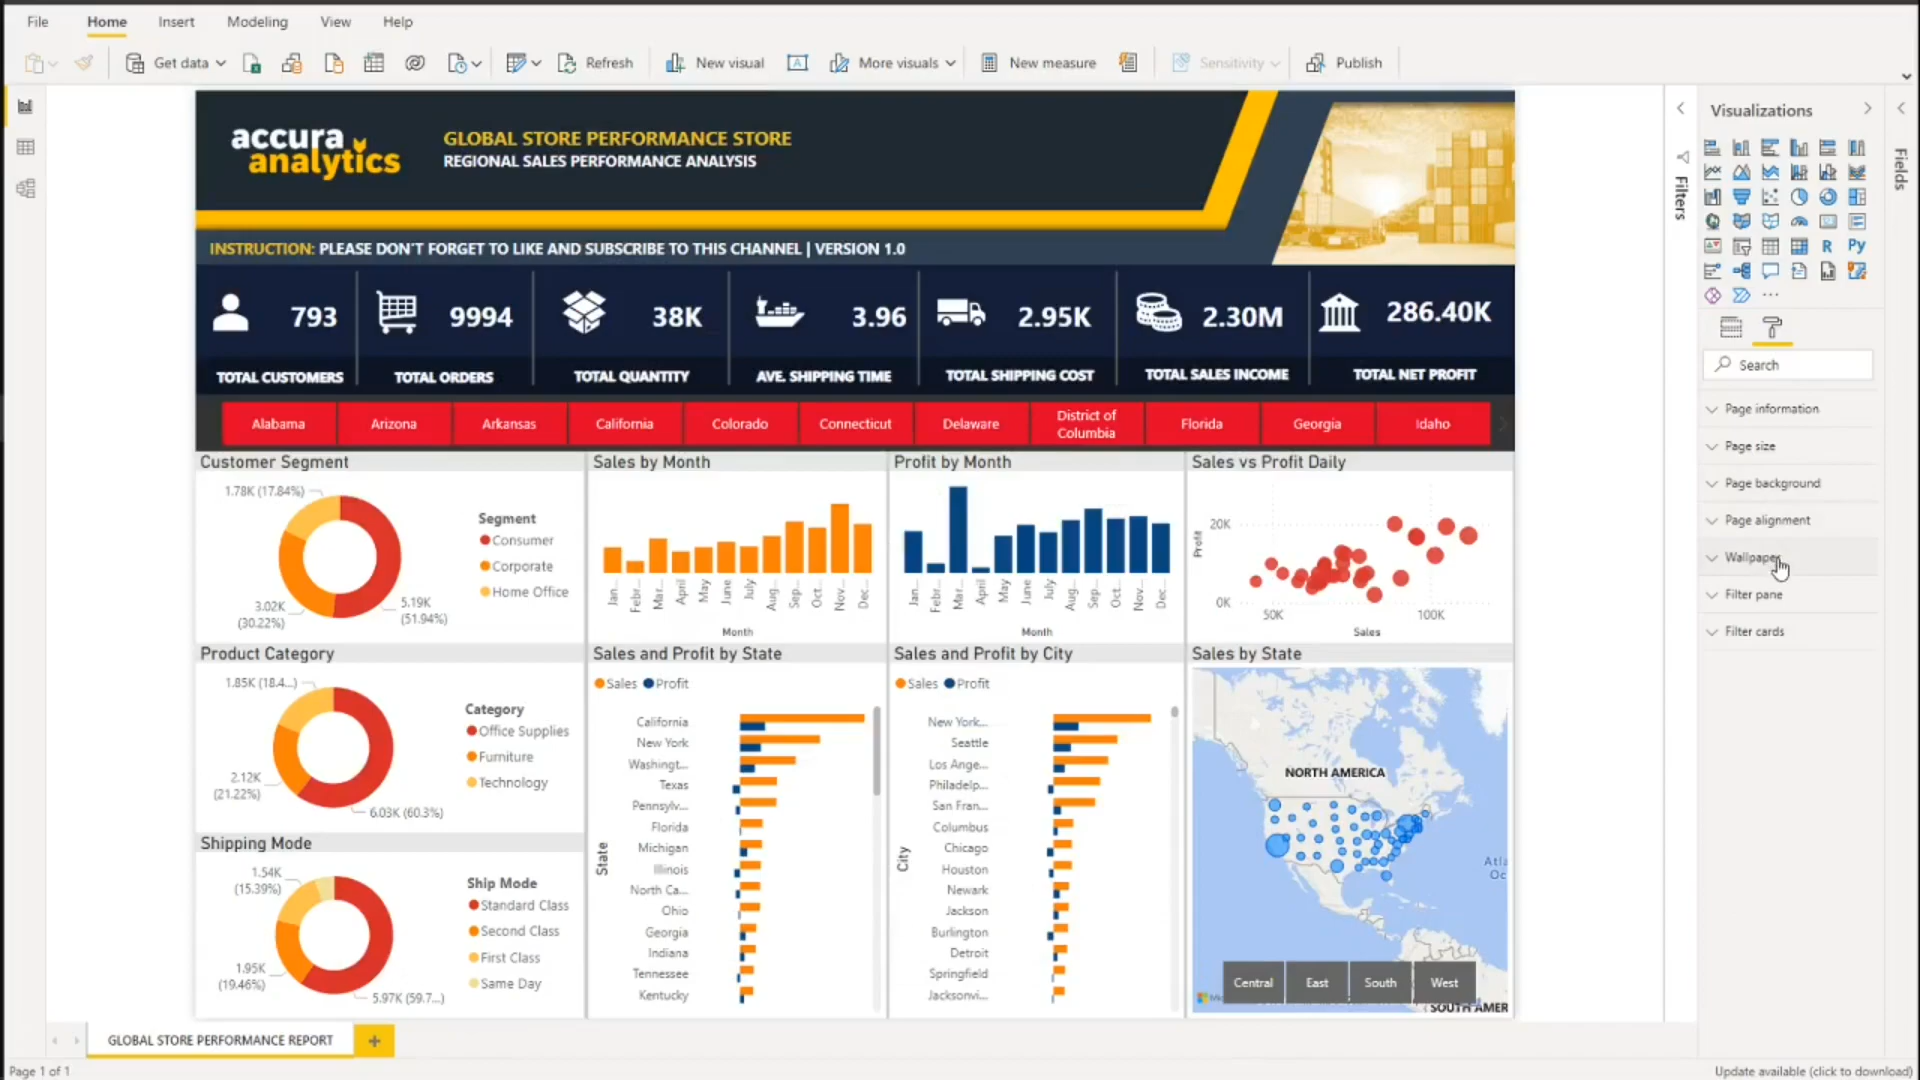 File Home Insert Modeling View Help
Get data Refresh New visual More visuals New measure Sensitivity Publish
accura
analytics
GLOBAL STORE PERFORMANCE STORE
REGIONAL SALES PERFORMANCE ANALYSIS
INSTRUCTION: PLEASE DON'T FORGET TO LIKE AND SUBSCRIBE TO THIS CHANNEL | VERSION 1.0
793 9994 38K 3.96 2.95K 2.30M 286.40K
TOTAL CUSTOMERS TOTAL ORDERS TOTAL QUANTITY AVE. SHIPPING TIME TOTAL SHIPPING COST TOTAL SALES INCOME TOTAL NET PROFIT
Alabama Arizona Arkansas California Colorado Connecticut Delaware District of Columbia Florida Georgia Idaho
Customer Segment
1.78K (17.84%)
3.02K
(30.22%)
5.19K
(51.94%)
Segment
Consumer
Corporate
Home Office
Sales by Month
Jan... Febr... Mar... April May June July Aug... Sep... Oct... Nov... Dec...
Month
Profit by Month
Jan... Febr... Mar... April May June July Aug... Sep... Oct... Nov... Dec...
Month
Sales vs Profit Daily
Profit
20K
0K
50K 100K
Sales
Product Category
1.85K (18.4...)
2.12K
(21.22%)
6.03K (60.3%)
Category
Office Supplies
Furniture
Technology
Shipping Mode
1.54K
(15.39%)
1.95K
(19.46%)
5.97K (59.7...)
Ship Mode
Standard Class
Second Class
First Class
Same Day
Sales and Profit by State
Sales Profit
State
California
New York
Washingt...
Texas
Pennsylv...
Florida
Michigan
Illinois
North Ca...
Ohio
Georgia
Indiana
Tennessee
Kentucky
Sales and Profit by City
Sales Profit
City
New York...
Seattle
Los Ange...
Philadelp...
San Fran...
Columbus
Chicago
Houston
Newark
Jackson
Burlington
Detroit
Springfield
Jacksonvi...
Sales by State
NORTH AMERICA
Atla
Oc
Central East South West
SOUTH AMER
Filters
Visualizations
R Py
Search
Page information
Page size
Page background
Page alignment
Wallpaper
Filter pane
Filter cards
Fields
GLOBAL STORE PERFORMANCE REPORT
Page 1 of 1
Update available (click to download)